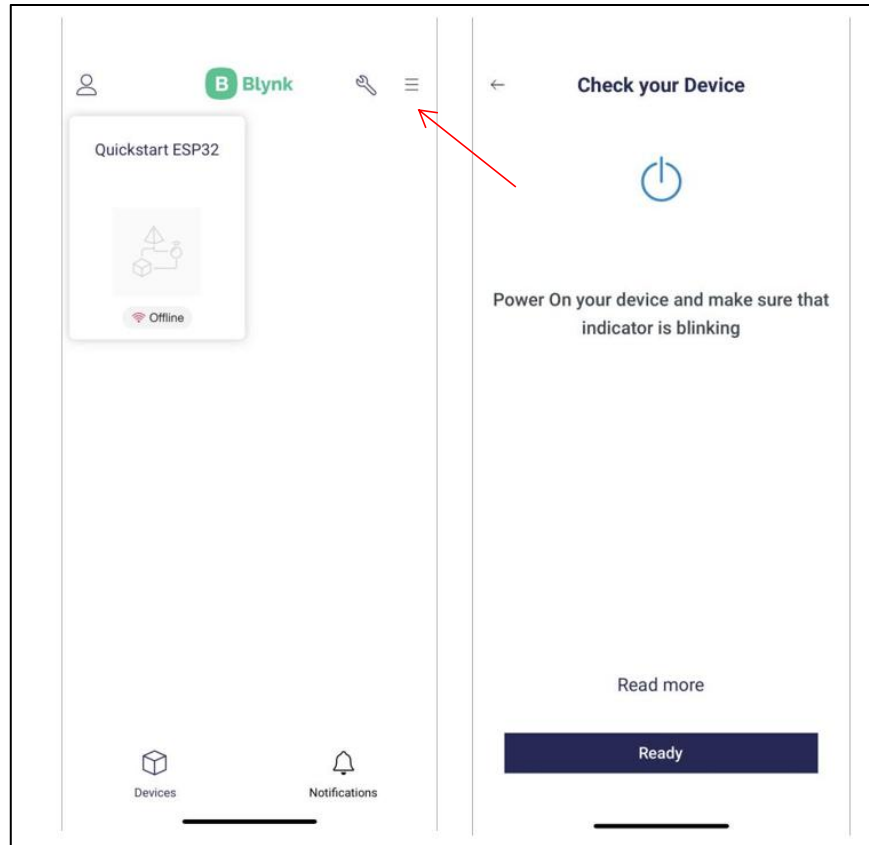 B Blynk
Quickstart ESP32
Offline
Devices
Notifications
Check your Device
Power On your device and make sure that
indicator is blinking
Read more
Ready